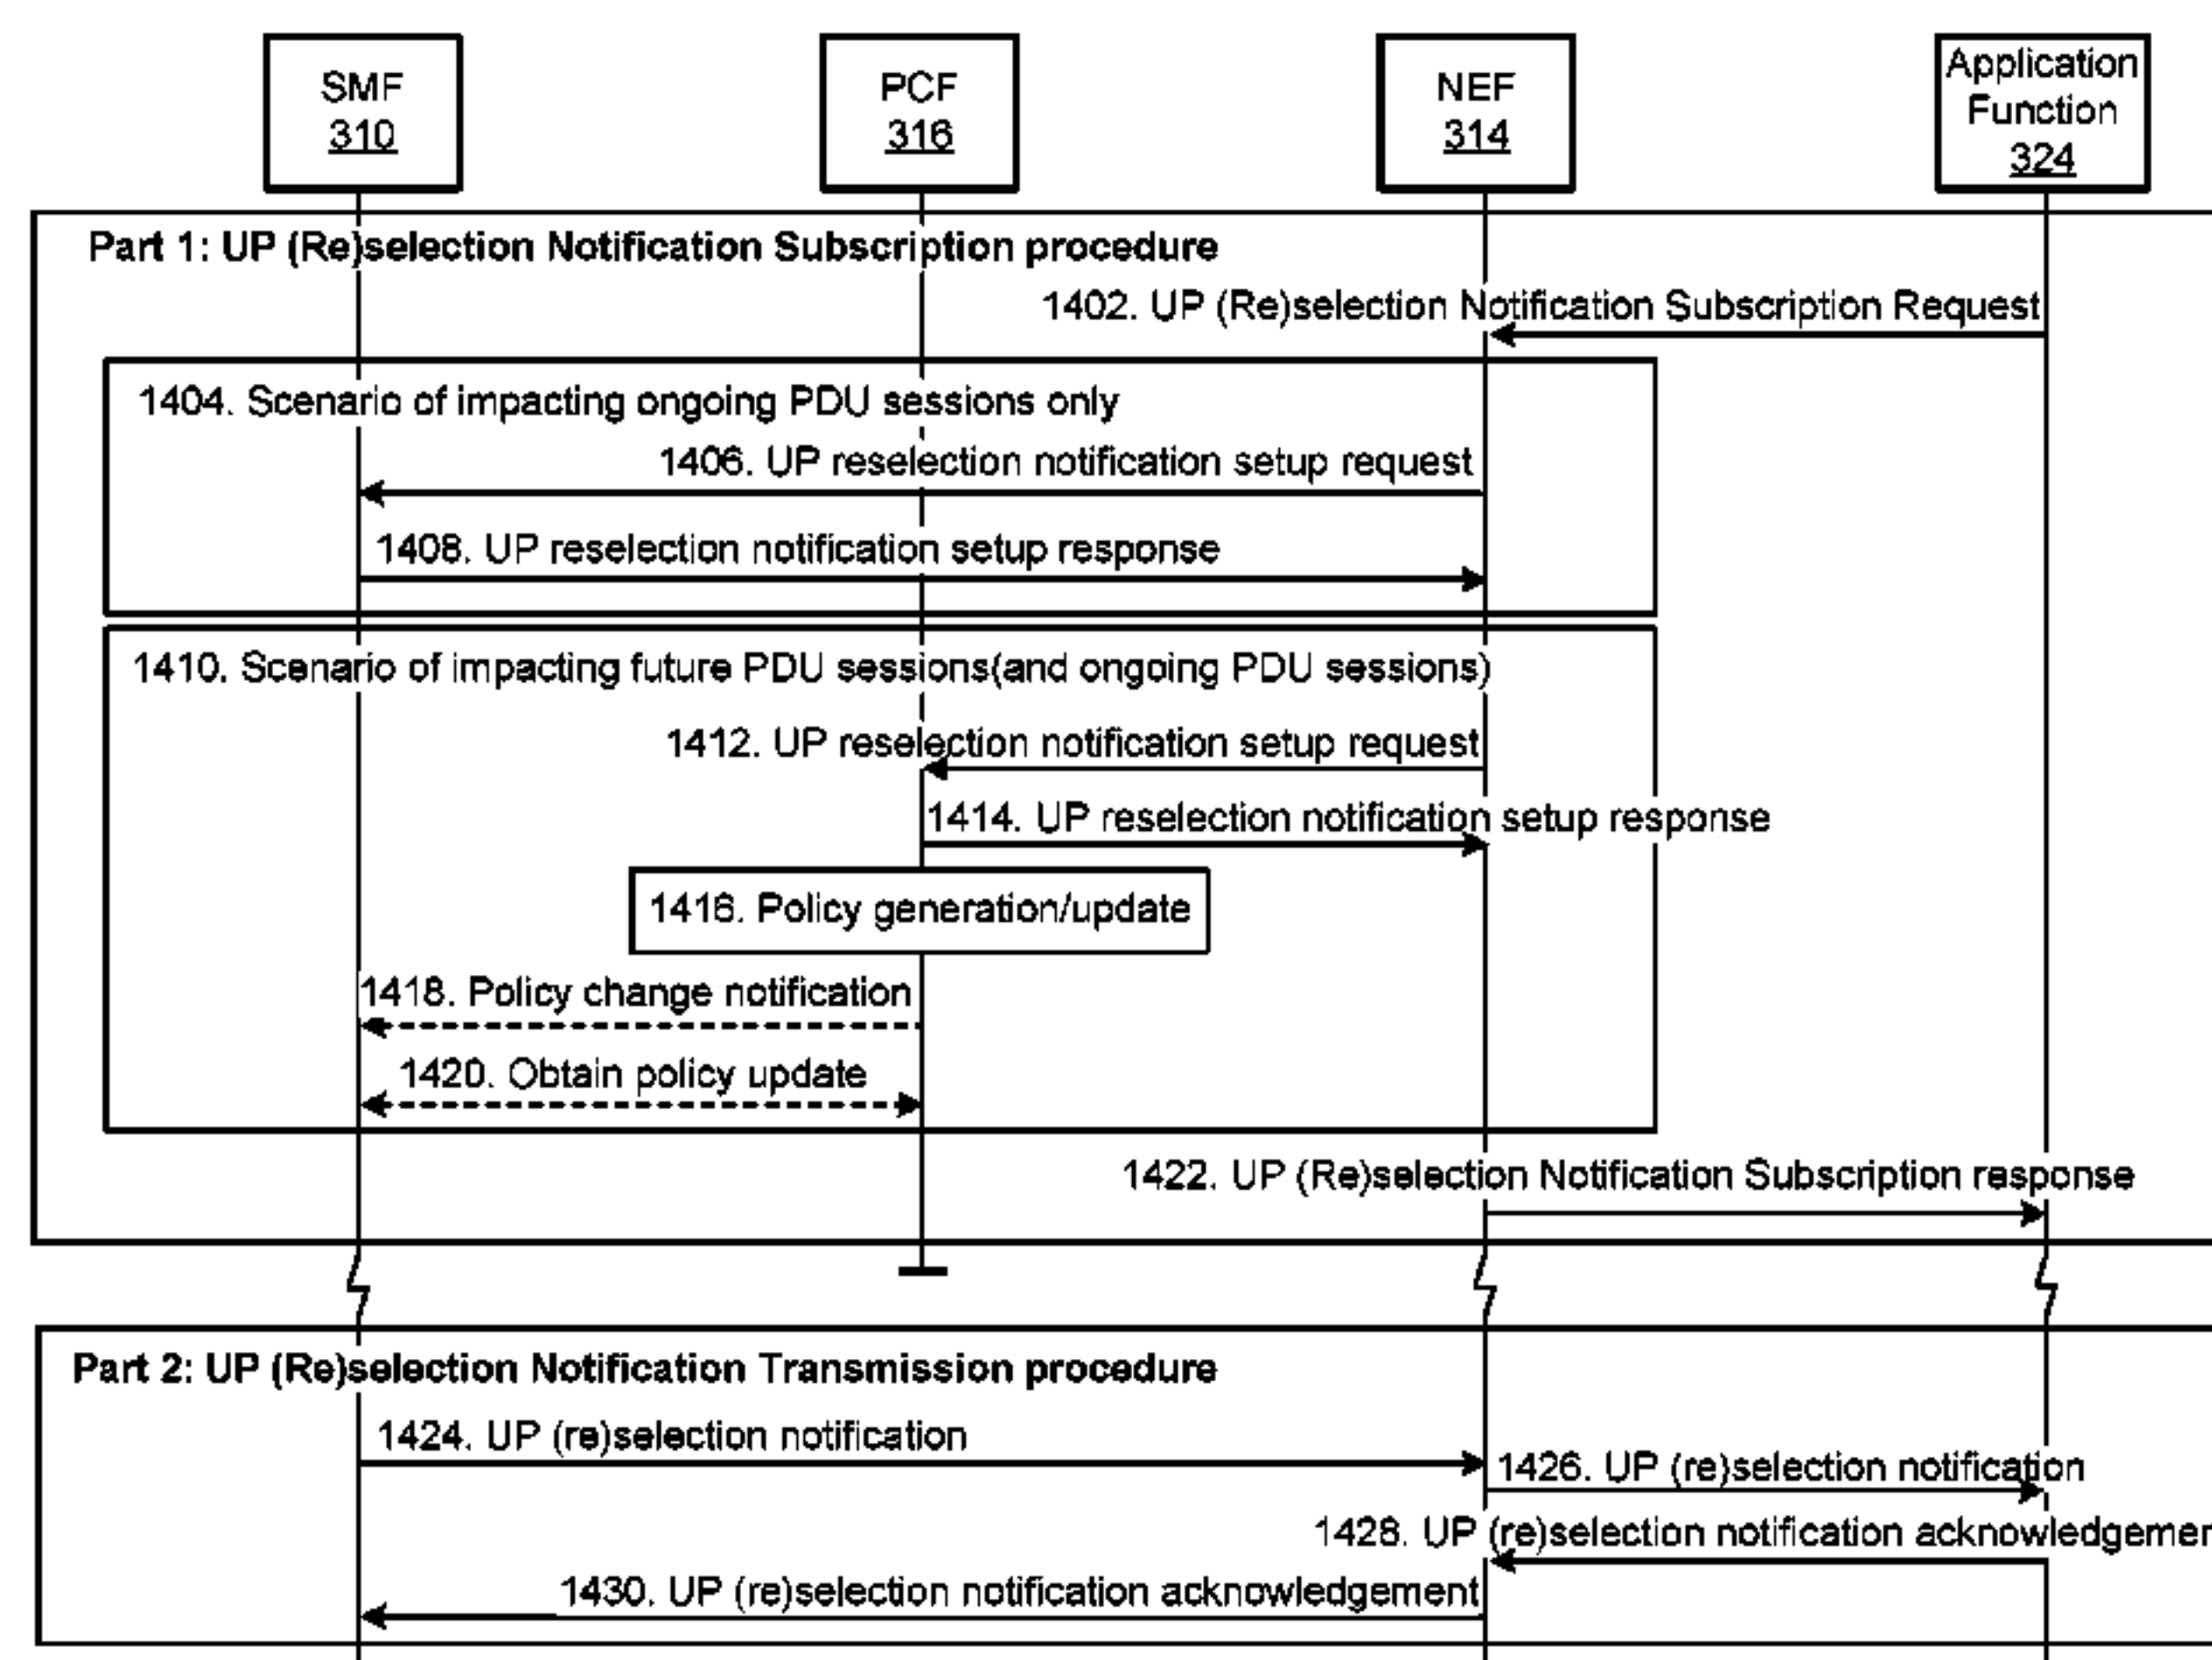 SMF
310
PCF
316
NEF
314
Application
Function
324
Part 1: UP (Re)selection Notification Subscription procedure
1402. UP (Re)selection Notification Subscription Request
1404. Scenario of impacting ongoing PDU sessions only
1406. UP reselection notification setup request
1408. UP reselection notification setup response
1410. Scenario of impacting future PDU sessions(and ongoing PDU sessions)
1412. UP reselection notification setup request
1414. UP reselection notification setup response
1416. Policy generation/update
1418. Policy change notification
1420. Obtain policy update
1422. UP (Re)selection Notification Subscription response
Part 2: UP (Re)selection Notification Transmission procedure
1424. UP (re)selection notification
1426. UP (re)selection notification
1428. UP (re)selection notification
1430. UP (re)selection notification acknowledgement